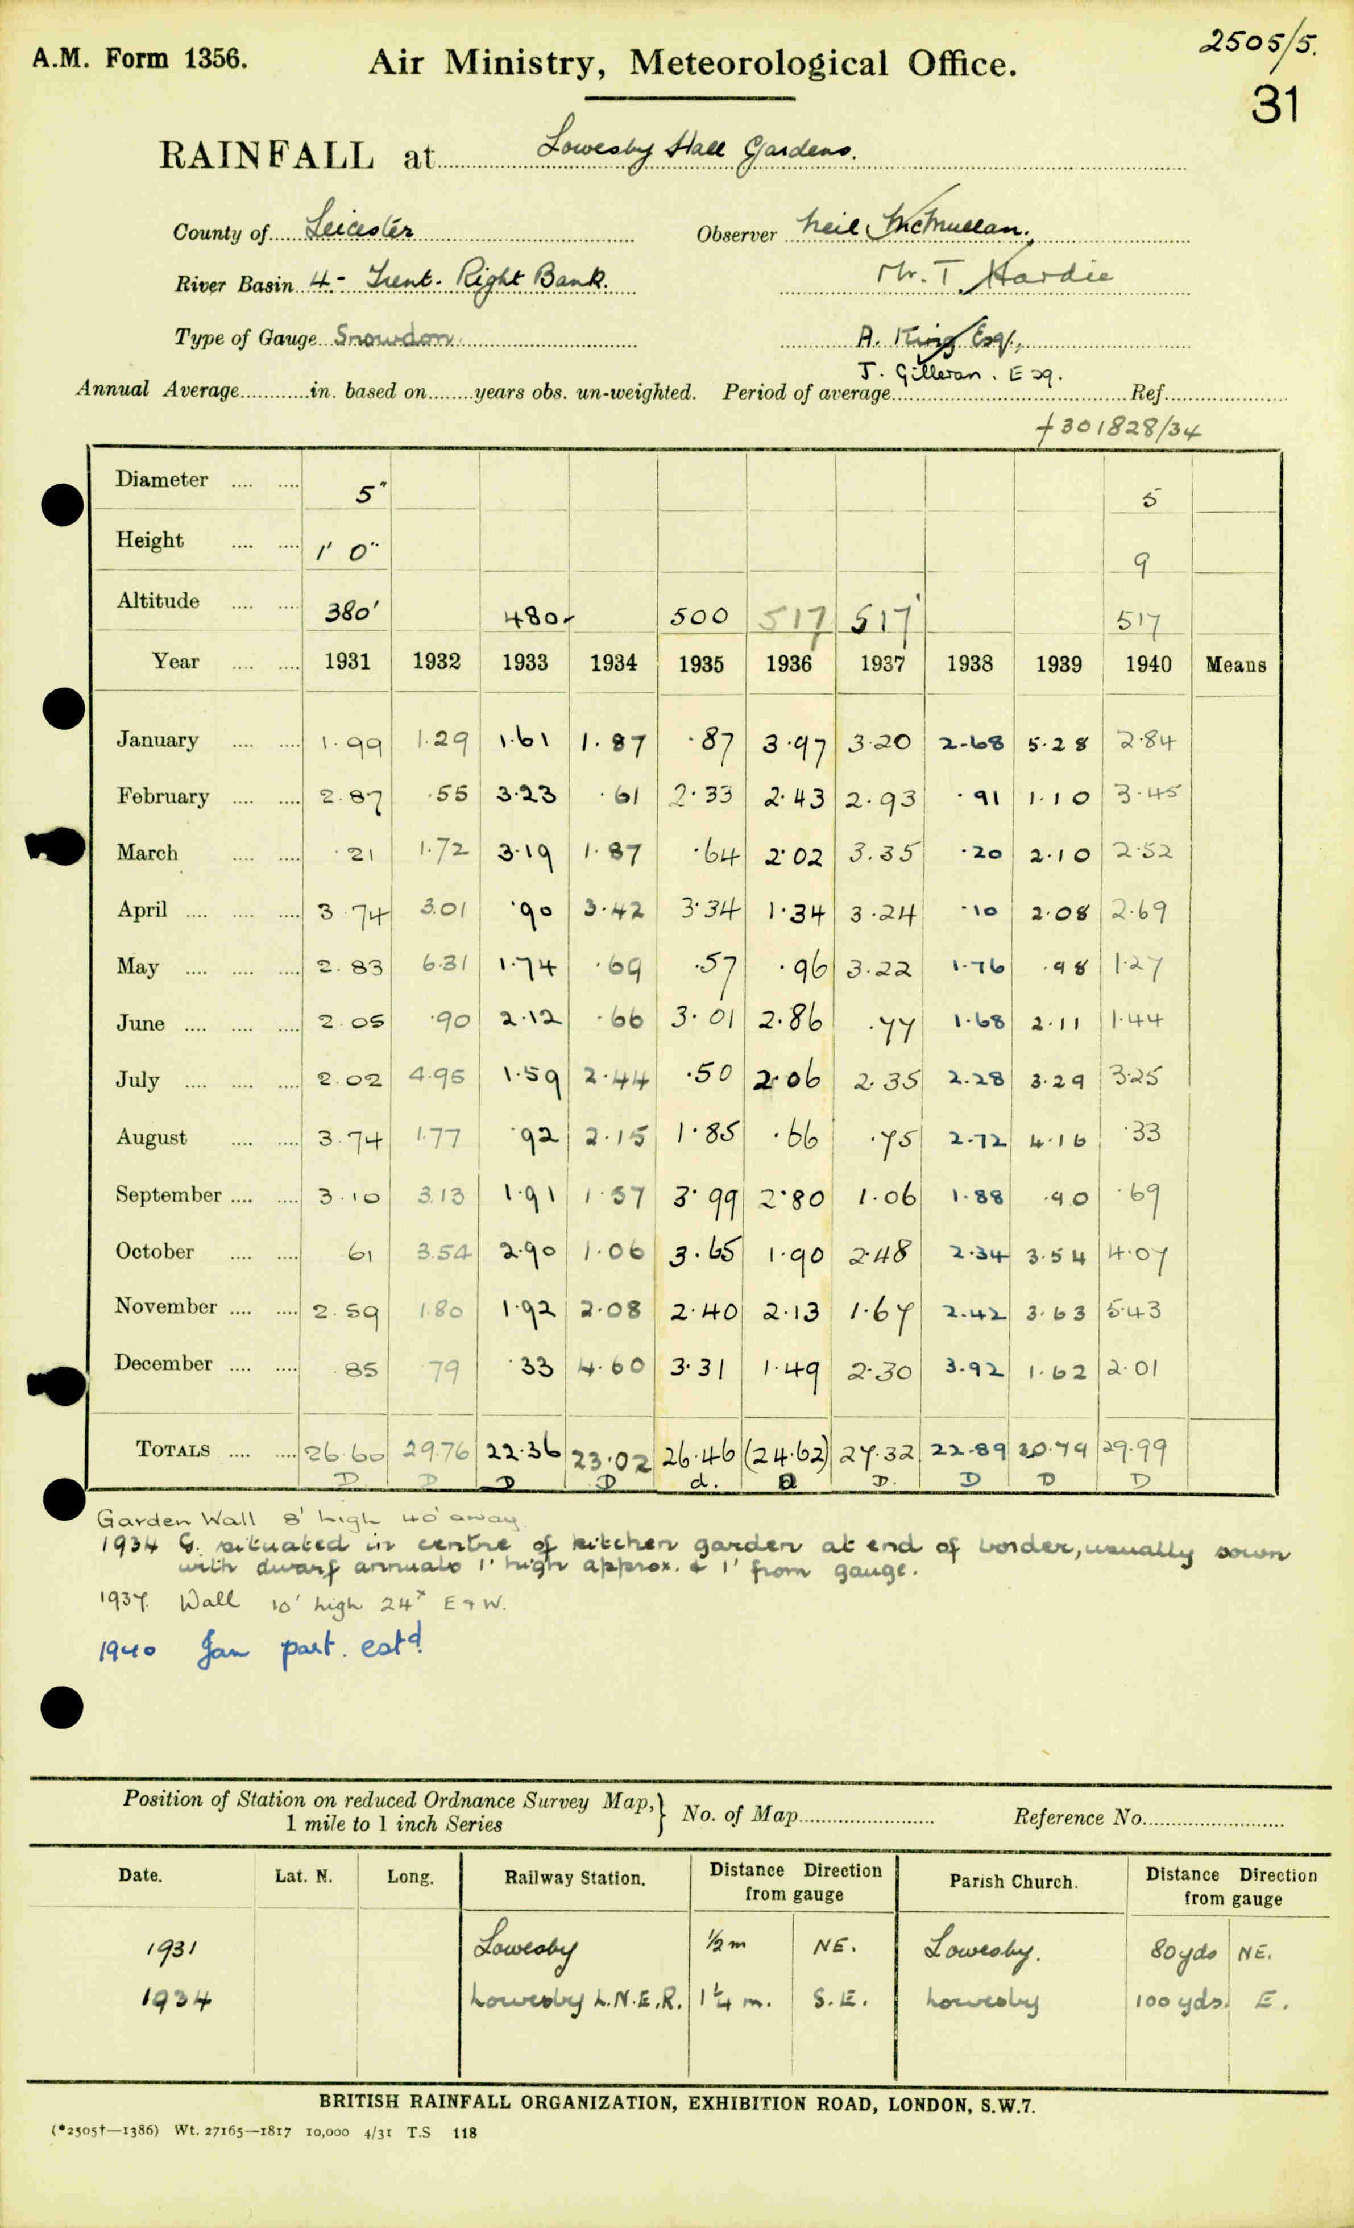 2505/5.
A.M. Form 1356. Air Ministry, Meteorological Office.
31
RAINFALL at Lowesby Hall Gardens.
County of Leicester Observer Neil McMullan.
River Basin 4 - Trent. Right Bank. Mr. T Hardie
Type of Gauge Snowdon A. King Esq.,
J. Gilleran. Esq.
Annual Average in. based on years obs. un-weighted. Period of average Ref.
+301828/34
Diameter 5" 5
Height 1' 0" 9
Altitude 380' 480 500 517 517' 517
Year 1931 1932 1933 1934 1935 1936 1937 1938 1939 1940 Means
January 1.99 1.29 1.61 1.87 .87 3.97 3.20 2.68 5.28 2.84
February 2.87 .55 3.23 .61 2.33 2.43 2.93 .91 1.10 3.45
March .21 1.72 3.19 1.87 .64 2.02 3.35 .20 2.10 2.52
April 3.74 3.01 .90 3.42 3.34 1.34 3.24 .10 2.08 2.69
May 2.83 6.31 1.74 .69 .57 .96 3.22 1.76 .98 1.27
June 2.05 .90 2.12 .66 3.01 2.86 .77 1.68 2.11 1.44
July 2.02 4.95 1.59 2.44 .50 2.06 2.35 2.28 3.29 3.25
August 3.74 1.77 .92 2.15 1.85 .66 .75 2.72 4.16 .33
September 3.10 3.13 1.91 1.57 3.99 2.80 1.06 1.88 .90 .69
October .61 3.54 2.90 1.06 3.65 1.90 2.48 2.34 3.54 4.07
November 2.59 1.80 1.92 2.08 2.40 2.13 1.67 2.42 3.63 5.43
December .85 .79 .33 4.60 3.31 1.49 2.30 3.92 1.62 2.01
TOTALS 26.60 29.76 22.36 23.02 26.46 (24.62) 27.32 22.89 30.79 29.99
D D D D d. D D D D
Garden Wall 8' high 40' away
1934 G. situated in centre of kitchen garden at end of border, usually sown
with dwarf annuals 1' high approx. & 1' from gauge.
1937. Wall 10' high 24' E & W.
1940 Jan part. estd.
Position of Station on reduced Ordnance Survey Map, } No. of Map Reference No.
1 mile to 1 inch Series
Date. Lat. N. Long. Railway Station. Distance Direction from gauge Parish Church. Distance Direction from gauge
1931 Lowesby ½ m NE. Lowesby. 80 yds NE.
1934 Lowesby L.N.E.R. 1¼ m. S.E. Lowesby 100 yds. E.
BRITISH RAINFALL ORGANIZATION, EXHIBITION ROAD, LONDON, S.W.7.
(*2505†—1386) Wt. 27165—1817 10,000 4/31 T.S 118